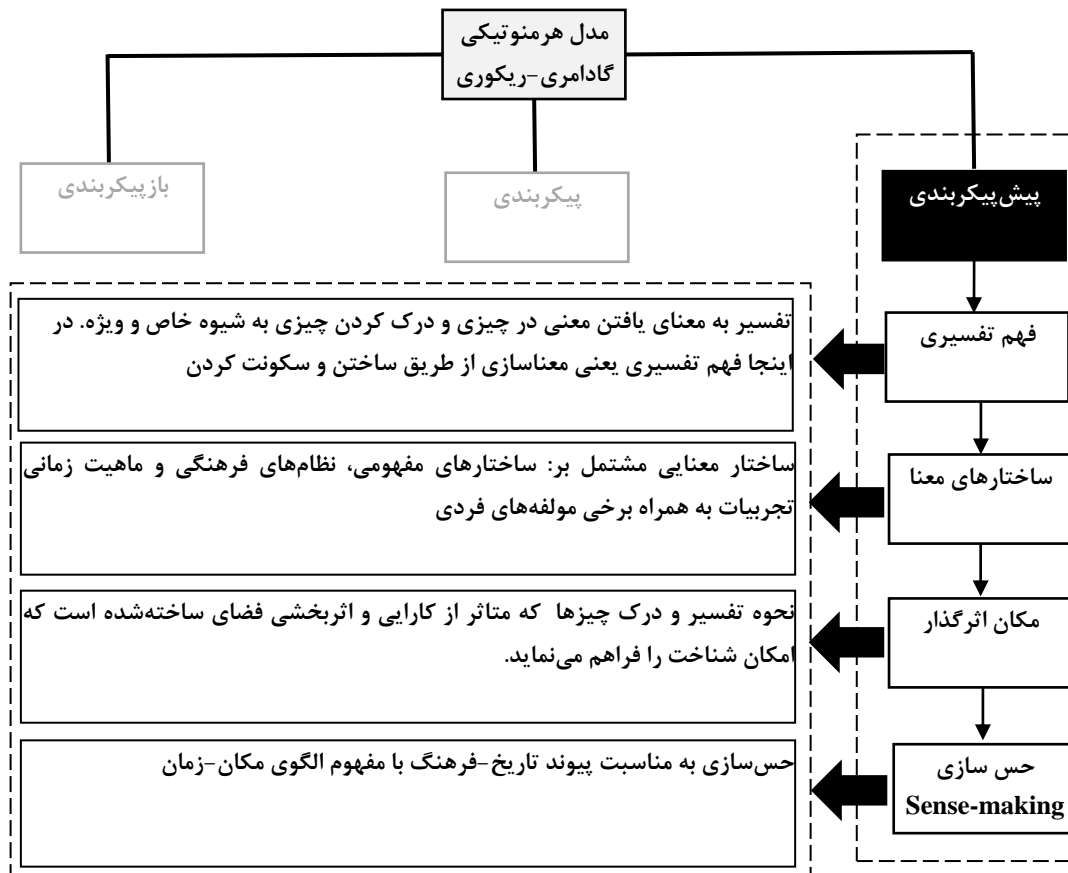 مدل هرمنوتیکی
گادامری-ریکوری
پیش‌پیکربندی
پیکربندی
بازپیکربندی
فهم تفسیری
تفسیر به معنای یافتن معنی در چیزی و درک کردن چیزی به شیوه خاص و ویژه. در
اینجا فهم تفسیری یعنی معناسازی از طریق ساختن و سکونت کردن
ساختارهای معنا
ساختار معنایی مشتمل بر: ساختارهای مفهومی، نظام‌های فرهنگی و ماهیت زمانی
تجربیات به همراه برخی مولفه‌های فردی
مکان اثرگذار
نحوه تفسیر و درک چیزها که متاثر از کارایی و اثربخشی فضای ساخته‌شده است که
امکان شناخت را فراهم می‌نماید.
حس سازی
Sense-making
حس‌سازی به مناسبت پیوند تاریخ-فرهنگ با مفهوم الگوی مکان-زمان